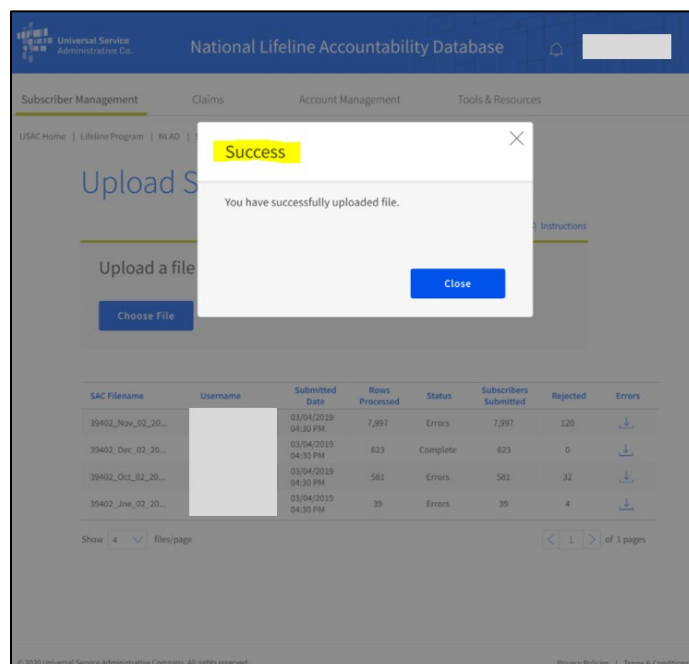 Universal Service
Administrative Co.
National Lifeline Accountability Database
Subscriber Management Claims Account Management Tools & Resources
USAC Home | Lifeline Program | NLAD |
Success
Upload S
You have successfully uploaded file.
Instructions
Upload a file
Close
Choose File
SAC Filename Username Submitted Date Rows Processed Status Subscribers Submitted Rejected Errors
39402_Nov_02_20... 03/04/2019 04:30 PM 7,997 Errors 7,997 120
39402_Dec_02_20... 03/04/2019 04:30 PM 623 Complete 623 0
39402_Oct_02_20... 03/04/2019 04:30 PM 581 Errors 581 32
39402_Jne_02_20... 03/04/2019 04:30 PM 39 Errors 39 4
Show 4 files/page 1 of 1 pages
© 2020 Universal Service Administrative Company. All rights reserved. Privacy Policies | Terms & Conditions